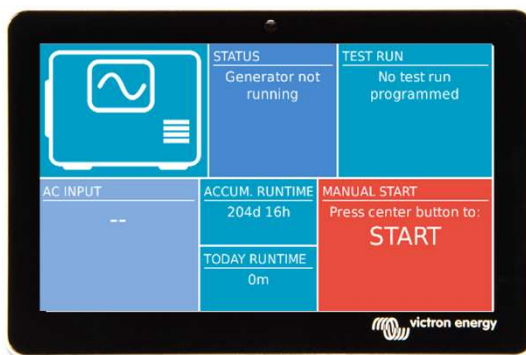 STATUS
Generator not
running
TEST RUN
No test run
programmed
AC INPUT
--
ACCUM. RUNTIME
204d 16h
TODAY RUNTIME
0m
MANUAL START
Press center button to:
START
victron energy